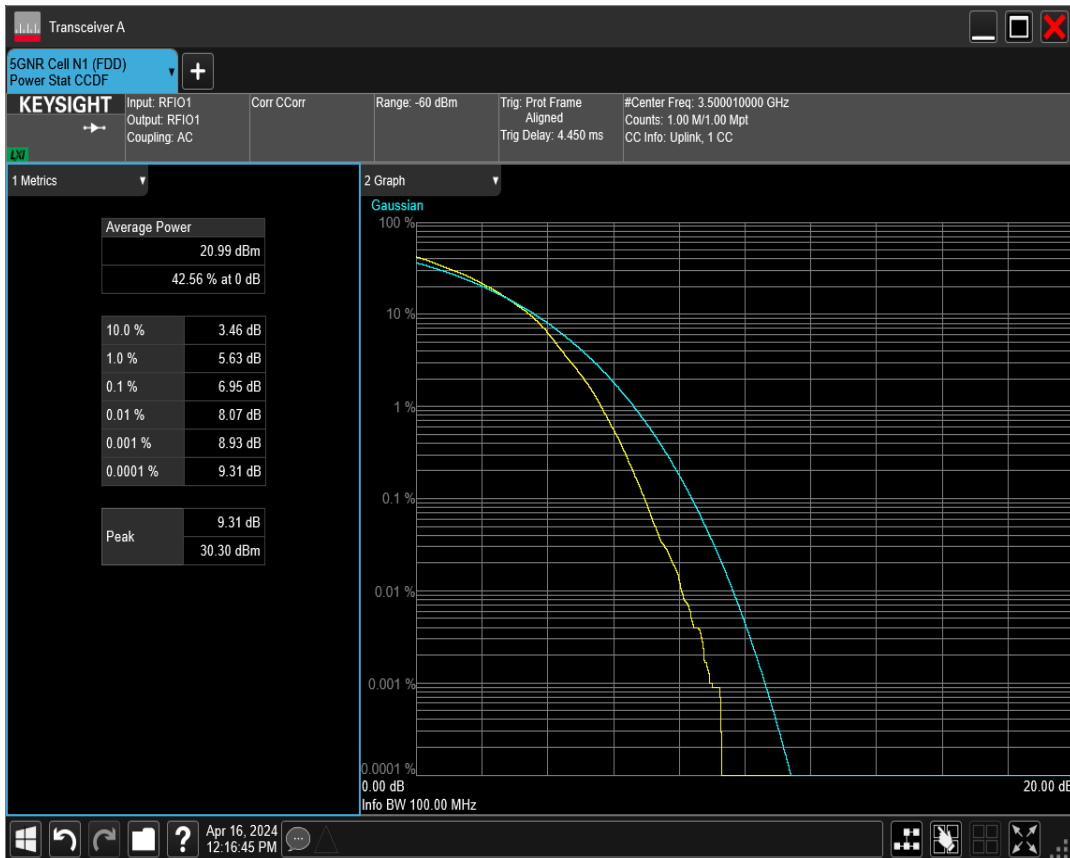 Transceiver A
5GNR Cell N1 (FDD)
Power Stat CCDF
+
KEYSIGHT
LXI
Input: RFIO1
Output: RFIO1
Coupling: AC
Corr CCorr
Range: -60 dBm
Trig: Prot Frame
Aligned
Trig Delay: 4.450 ms
#Center Freq: 3.500010000 GHz
Counts: 1.00 M/1.00 Mpt
CC Info: Uplink, 1 CC
1 Metrics
Average Power
20.99 dBm
42.56 % at 0 dB
10.0 % 3.46 dB
1.0 % 5.63 dB
0.1 % 6.95 dB
0.01 % 8.07 dB
0.001 % 8.93 dB
0.0001 % 9.31 dB
Peak
9.31 dB
30.30 dBm
2 Graph
Gaussian
100 %
10 %
1 %
0.1 %
0.01 %
0.001 %
0.0001 %
0.00 dB 20.00 dB
Info BW 100.00 MHz
?
Apr 16, 2024
12:16:45 PM